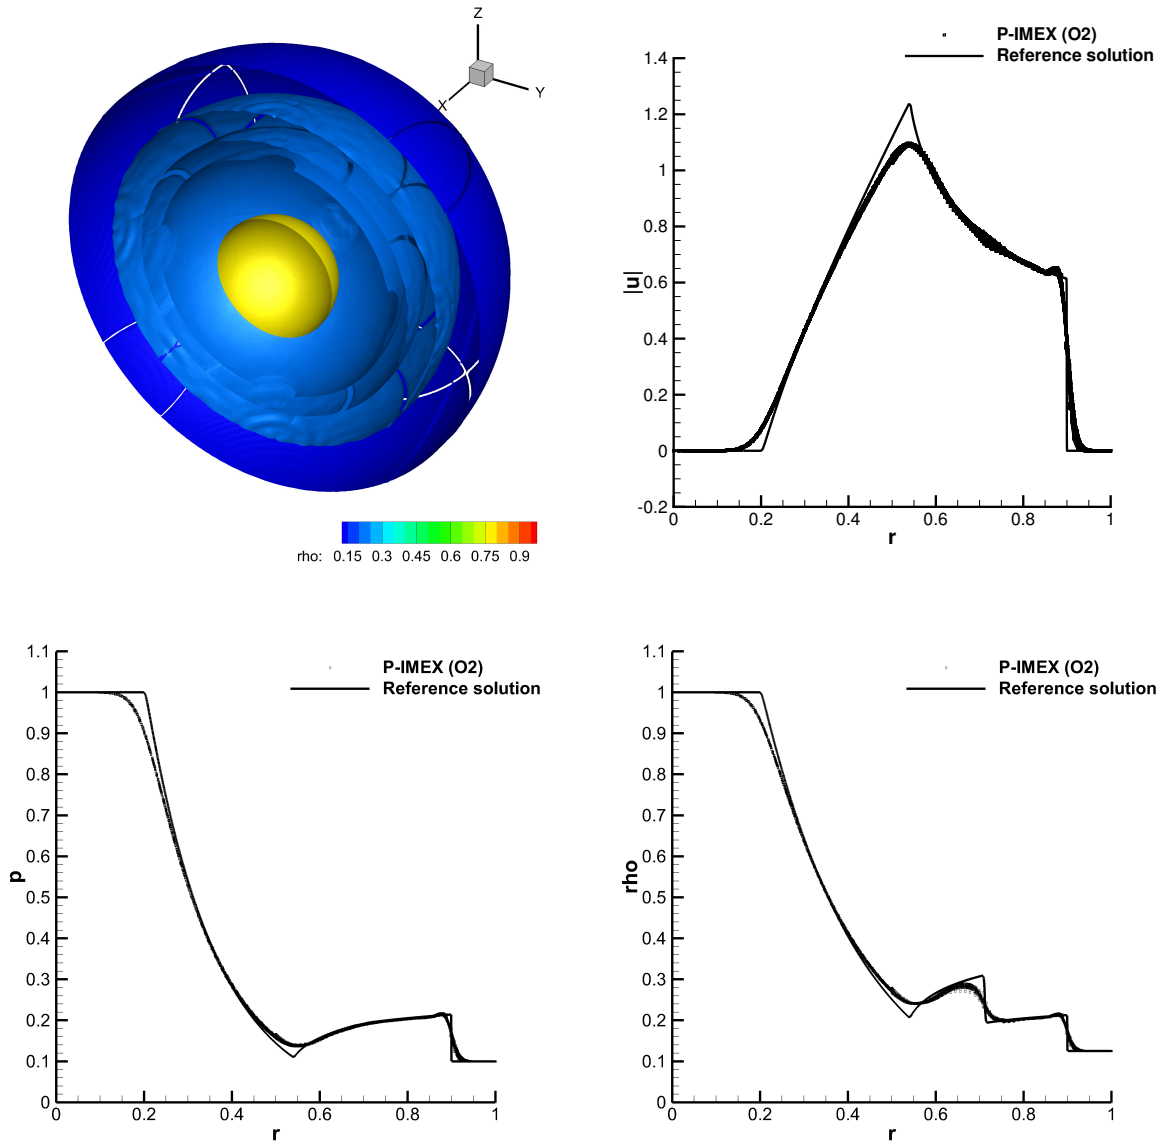 Z
Y
X
rho: 0.15 0.3 0.45 0.6 0.75 0.9
P-IMEX (O2)
Reference solution
1.4
1.2
1
0.8
0.6
0.4
0.2
0
-0.2
|u|
0 0.2 0.4 0.6 0.8 1
r
P-IMEX (O2)
Reference solution
1.1
1
0.9
0.8
0.7
0.6
0.5
0.4
0.3
0.2
0.1
0
p
0 0.2 0.4 0.6 0.8 1
r
P-IMEX (O2)
Reference solution
1.1
1
0.9
0.8
0.7
0.6
0.5
0.4
0.3
0.2
0.1
0
rho
0 0.2 0.4 0.6 0.8 1
r